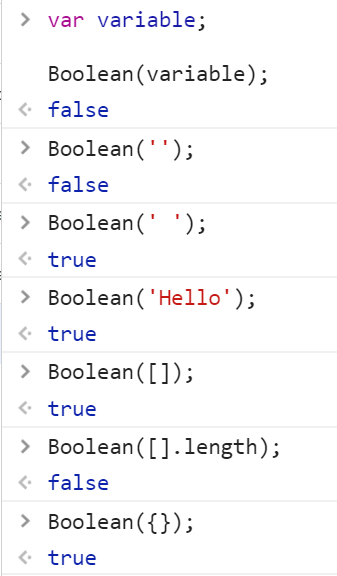 var variable;
Boolean(variable);
false
Boolean('');
false
Boolean(' ');
true
Boolean('Hello');
true
Boolean([]);
true
Boolean([].length);
false
Boolean({});
true